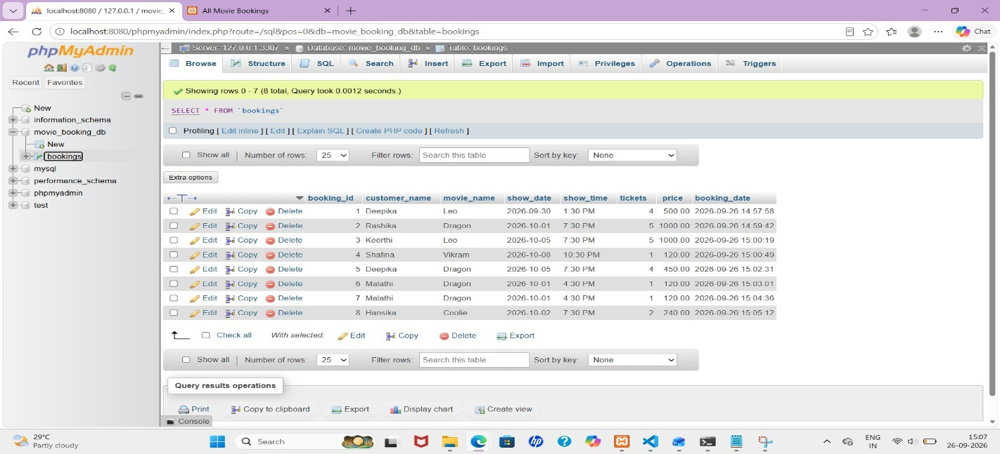 localhost:8080 / 127.0.0.1 / movie_
All Movie Bookings
localhost:8080/phpmyadmin/index.php?route=/sql&pos=0&db=movie_booking_db&table=bookings
Chat
phpMyAdmin
Recent Favorites
New
information_schema
movie_booking_db
New
bookings
mysql
performance_schema
phpmyadmin
test
Server: 127.0.0.1:3307 » Database: movie_booking_db » Table: bookings
Browse Structure SQL Search Insert Export Import Privileges Operations Triggers
Showing rows 0 - 7 (8 total, Query took 0.0012 seconds.)
SELECT * FROM `bookings`
Profiling [ Edit inline ] [ Edit ] [ Explain SQL ] [ Create PHP code ] [ Refresh ]
Show all | Number of rows: 25 Filter rows: Search this table Sort by key: None
Extra options
←T→ booking_id customer_name movie_name show_date show_time tickets price booking_date
Edit Copy Delete 1 Deepika Leo 2026-09-30 1:30 PM 4 500.00 2026-09-26 14:57:58
Edit Copy Delete 2 Rashika Dragon 2026-10-01 7:30 PM 5 1000.00 2026-09-26 14:59:42
Edit Copy Delete 3 Keerthi Leo 2026-10-05 7:30 PM 5 1000.00 2026-09-26 15:00:19
Edit Copy Delete 4 Shafina Vikram 2026-10-08 10:30 PM 1 120.00 2026-09-26 15:00:49
Edit Copy Delete 5 Deepika Dragon 2026-10-05 7:30 PM 4 450.00 2026-09-26 15:02:31
Edit Copy Delete 6 Malathi Dragon 2026-10-01 4:30 PM 1 120.00 2026-09-26 15:03:01
Edit Copy Delete 7 Malathi Dragon 2026-10-01 4:30 PM 1 120.00 2026-09-26 15:04:36
Edit Copy Delete 8 Hansika Coolie 2026-10-02 7:30 PM 2 240.00 2026-09-26 15:05:12
Check all With selected: Edit Copy Delete Export
Show all | Number of rows: 25 Filter rows: Search this table Sort by key: None
Query results operations
Print Copy to clipboard Export Display chart Create view
Console
29°C
Partly cloudy
Search
hp
ENG
IN
15:07
26-09-2026